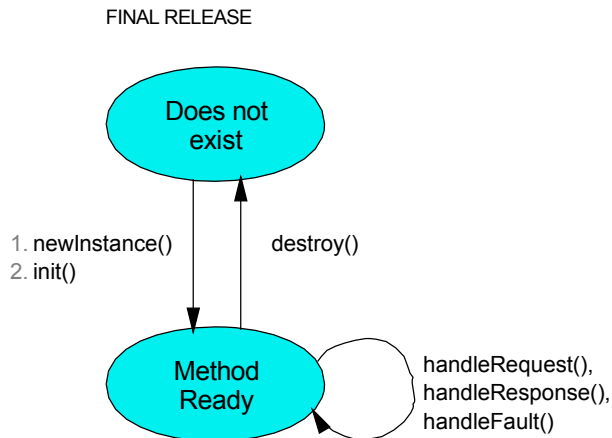 FINAL RELEASE
Does not
exist
1. newInstance()
2. init()
destroy()
Method
Ready
handleRequest(),
handleResponse(),
handleFault()